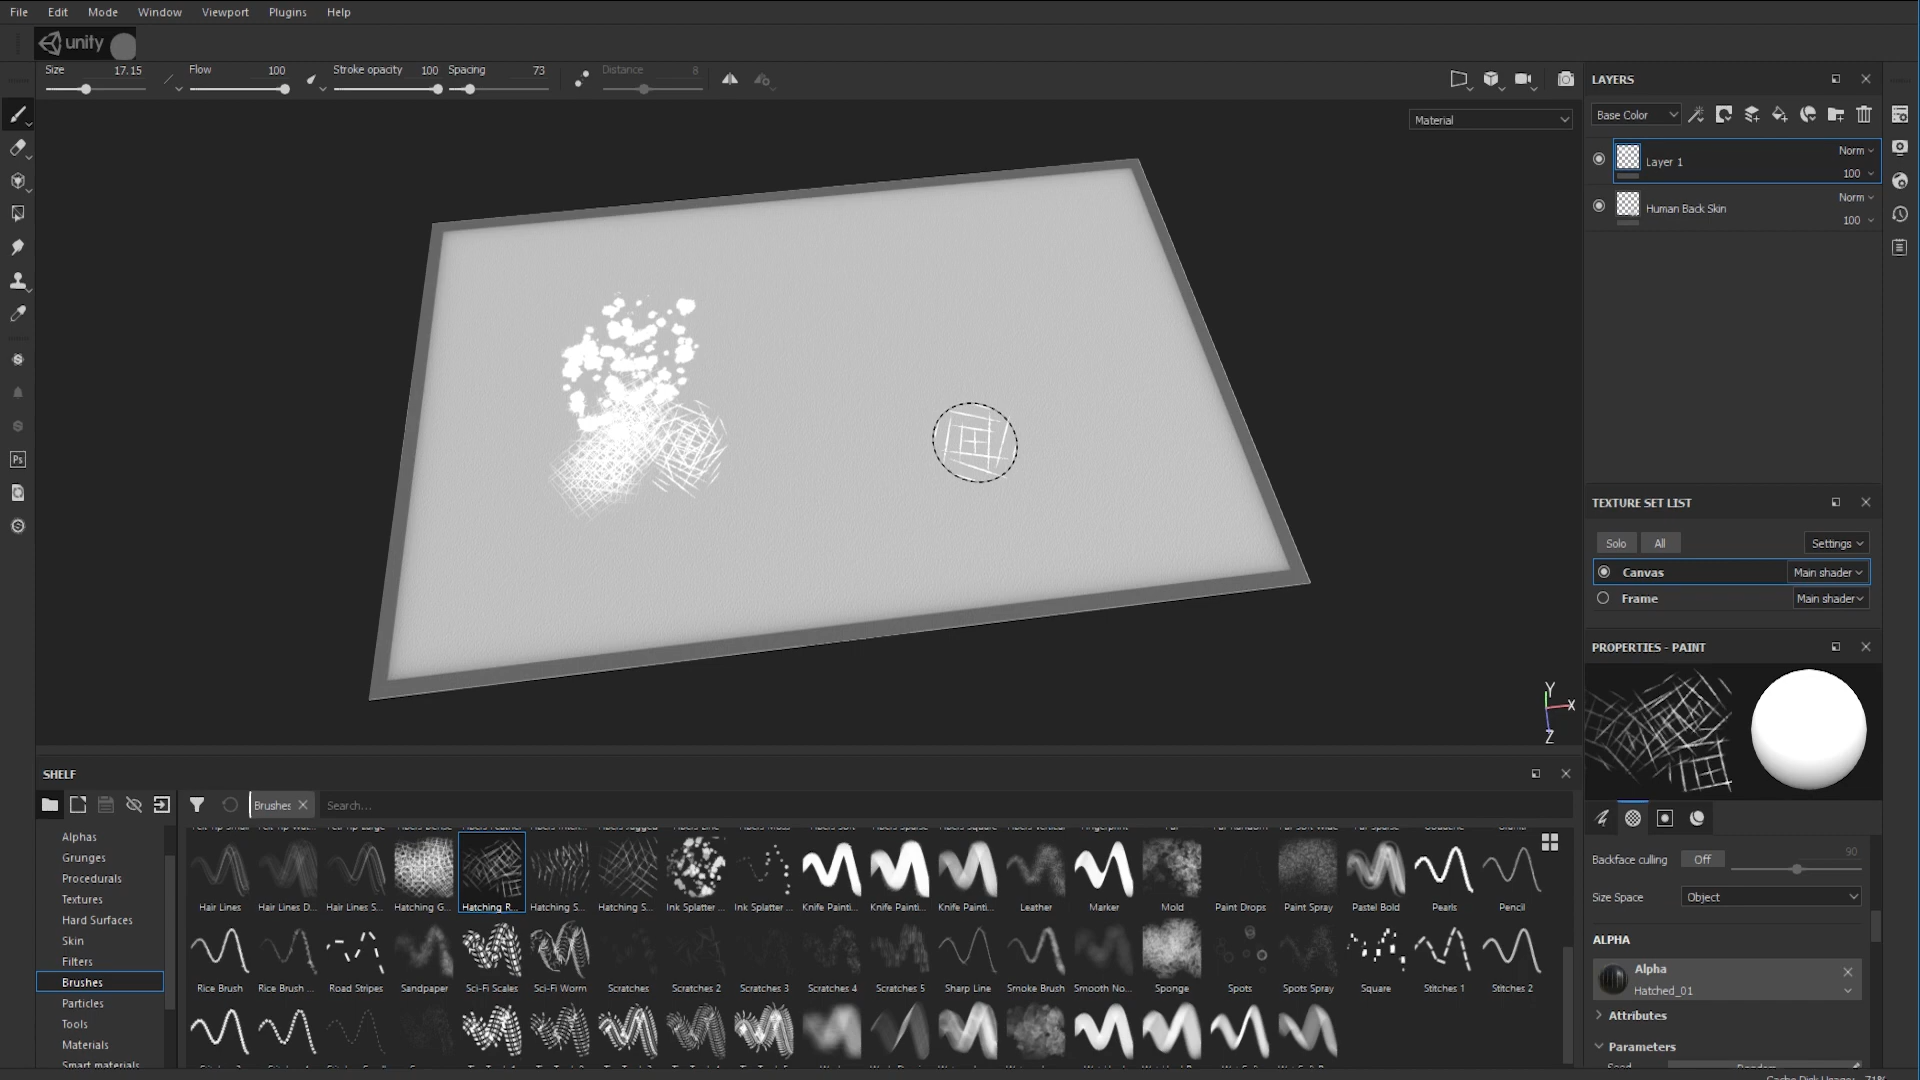 File Edit Mode Window Viewport Plugins Help
unity
Size 17.15 Flow 100 Stroke opacity 100 Spacing 73 Distance 8
Material
LAYERS
Base Color
Layer 1 Norm 100
Human Back Skin Norm 100
TEXTURE SET LIST
Solo All Settings
Canvas Main shader
Frame Main shader
PROPERTIES - PAINT
Ps
Y
X
Z
Backface culling Off 90
Size Space Object
ALPHA
Alpha
Hatched_01
Attributes
Parameters
SHELF
Brushes Search...
Alphas
Grunges
Procedurals
Textures
Hard Surfaces
Skin
Filters
Brushes
Particles
Tools
Materials
Smart materials
Hair Lines Hair Lines D... Hair Lines S... Hatching G... Hatching R... Hatching S... Hatching S... Ink Splatter ... Ink Splatter ... Knife Painti... Knife Painti... Knife Painti... Leather Marker Mold Paint Drops Paint Spray Pastel Bold Pearls Pencil
Rice Brush Rice Brush ... Road Stripes Sandpaper Sci-Fi Scales Sci-Fi Worm Scratches Scratches 2 Scratches 3 Scratches 4 Scratches 5 Sharp Line Smoke Brush Smooth No... Sponge Spots Spots Spray Square Stitches 1 Stitches 2